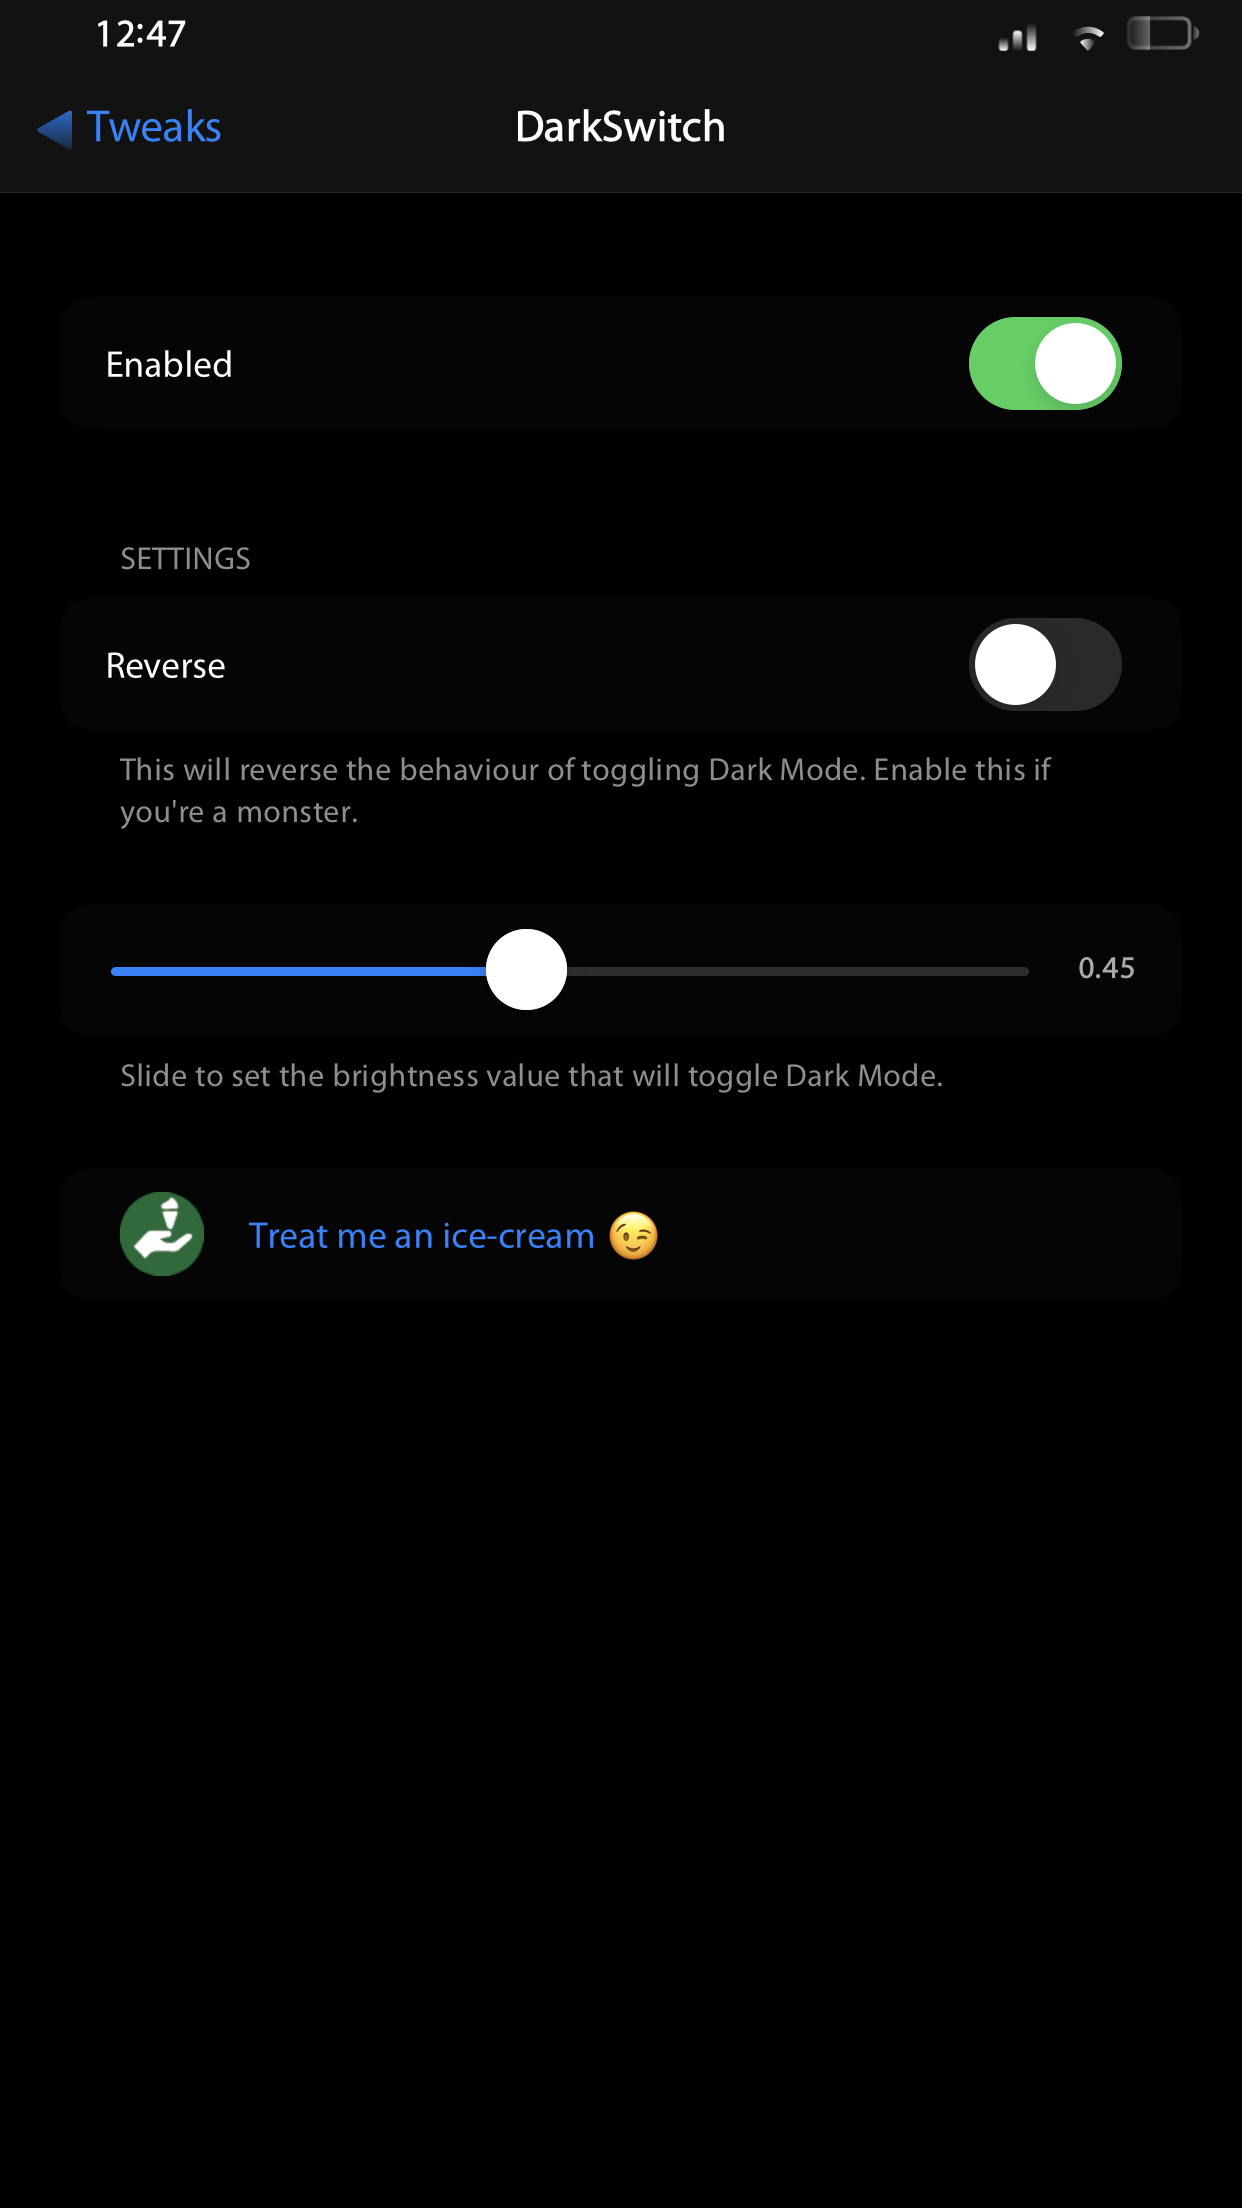 12:47
Tweaks
DarkSwitch
Enabled
SETTINGS
Reverse
This will reverse the behaviour of toggling Dark Mode. Enable this if
you're a monster.
0.45
Slide to set the brightness value that will toggle Dark Mode.
Treat me an ice-cream 😉